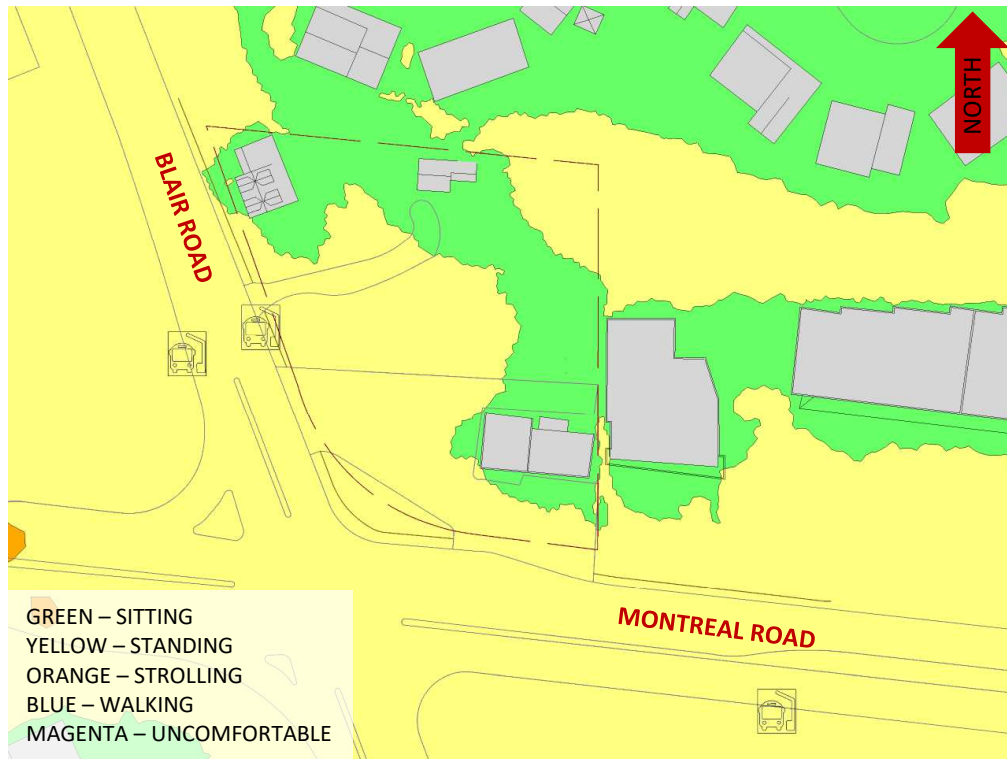 NORTH
BLAIR ROAD
MONTREAL ROAD
GREEN – SITTING
YELLOW – STANDING
ORANGE – STROLLING
BLUE – WALKING
MAGENTA – UNCOMFORTABLE